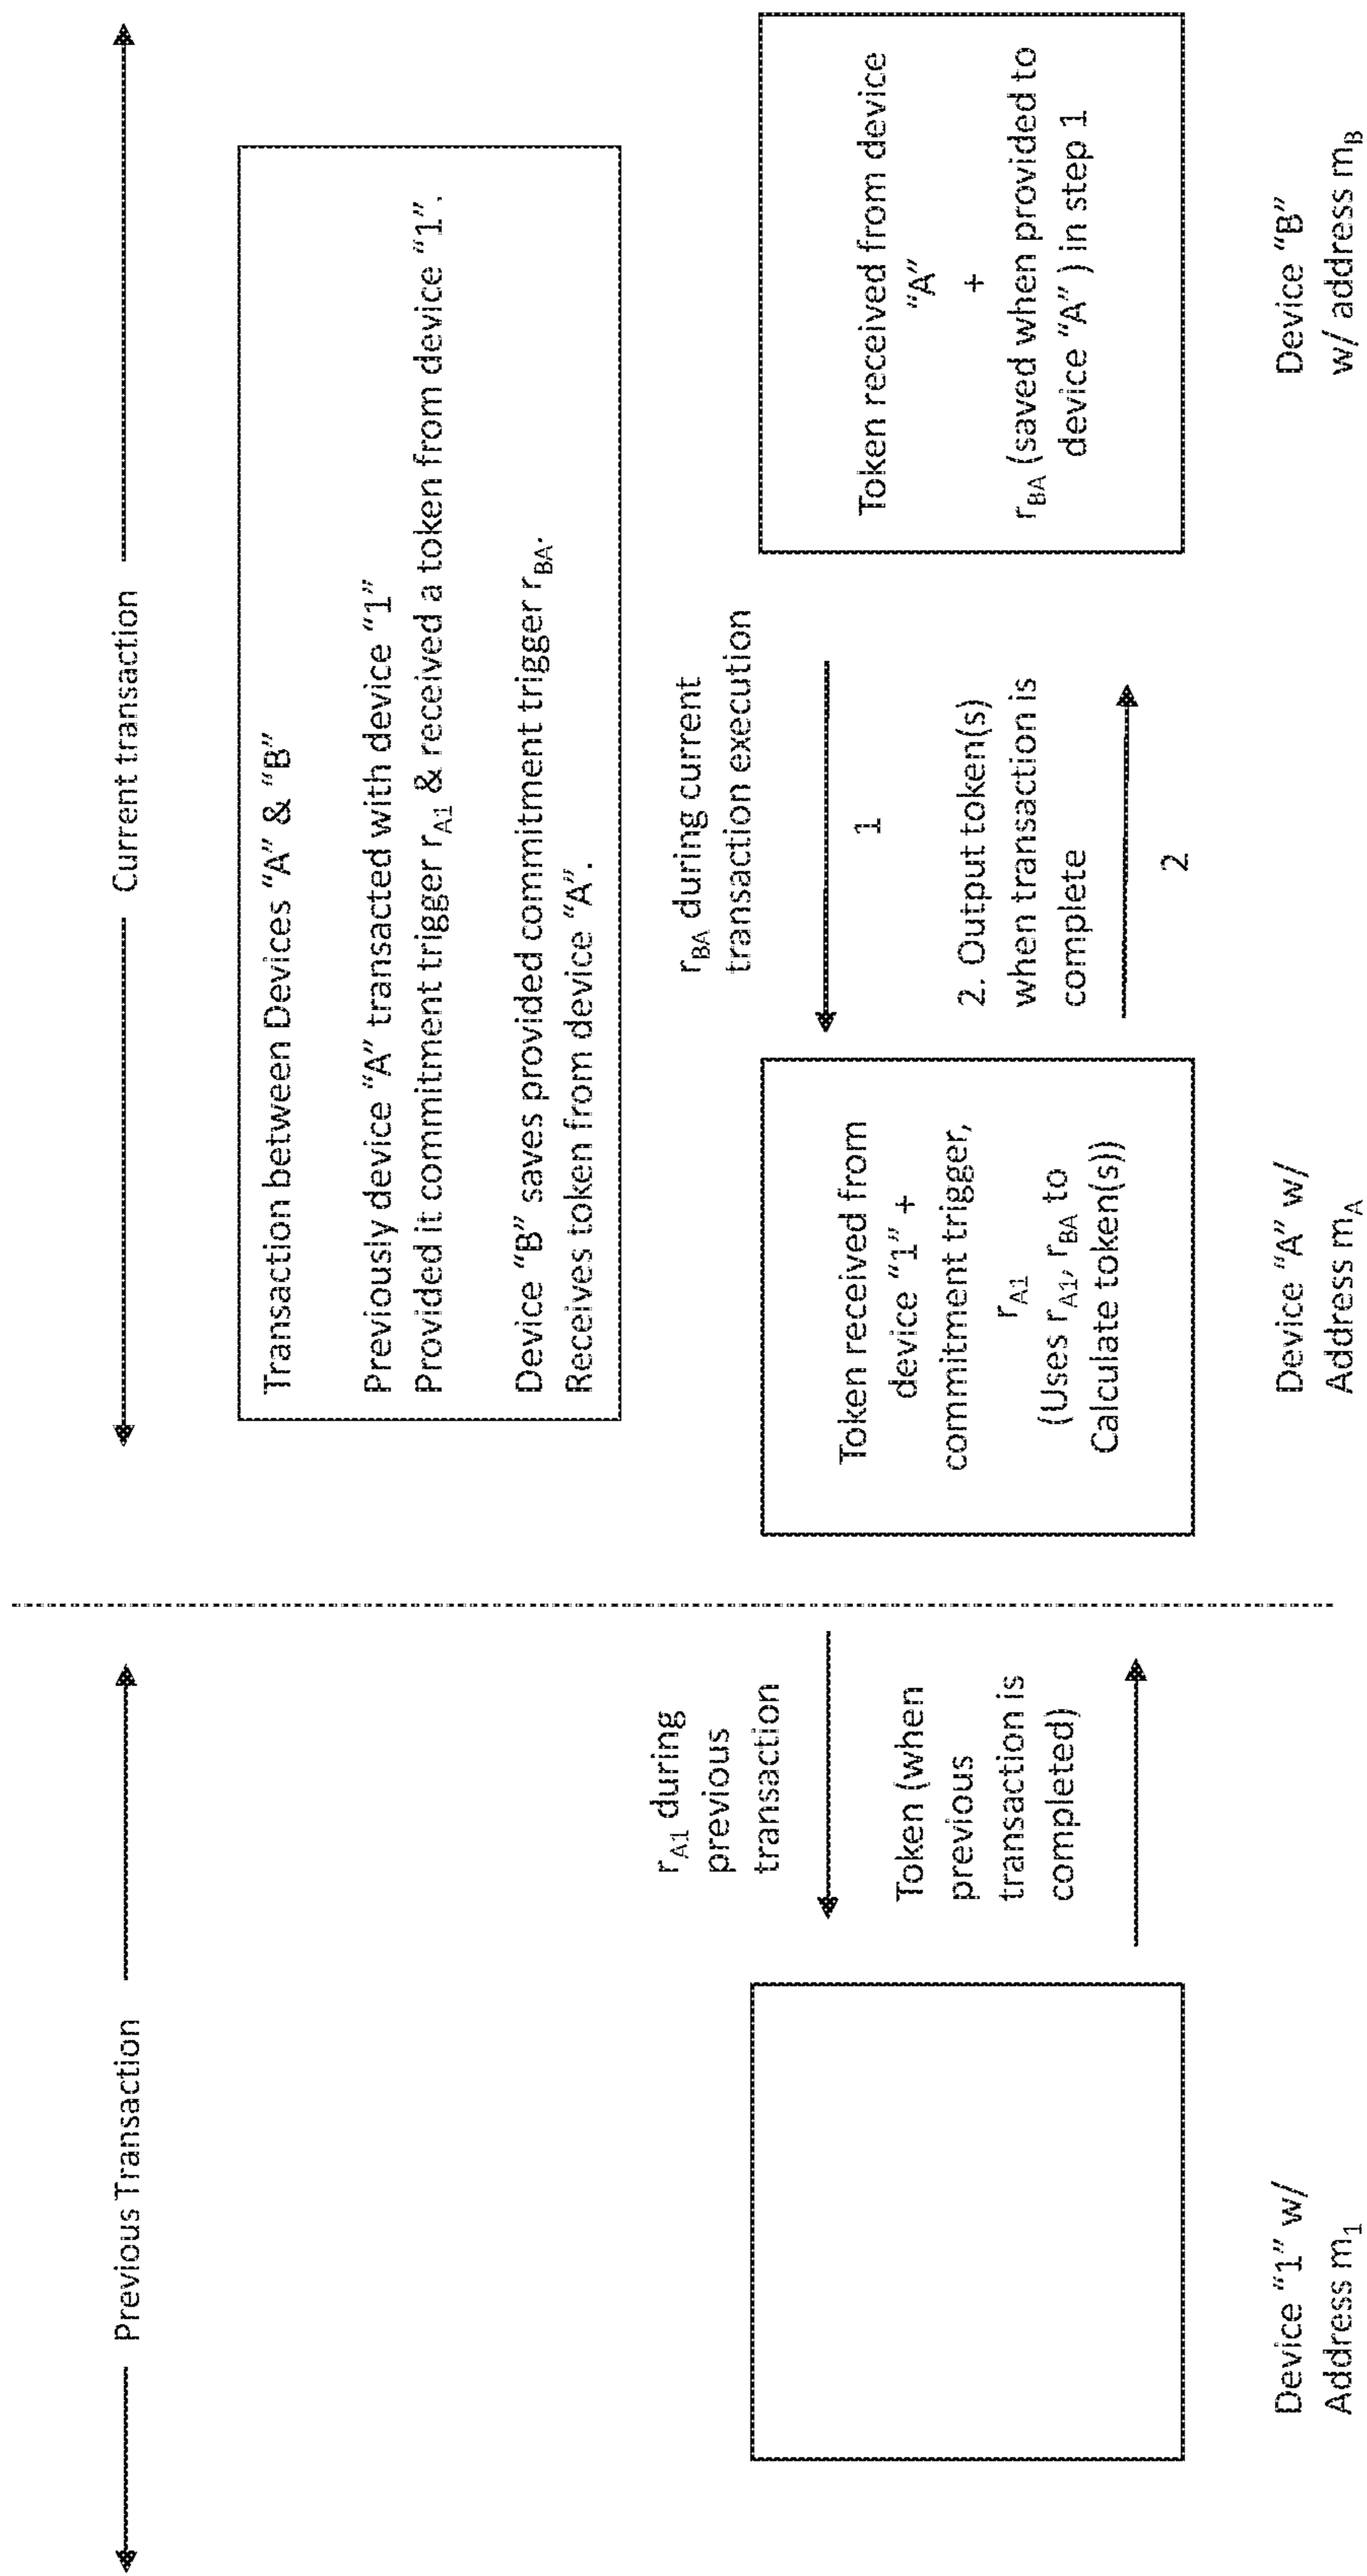 Previous Transaction
Current transaction
Transaction between Devices “A” & “B”
Previously device “A” transacted with device “1”
Provided it commitment trigger rA1 & received a token from device “1”.
Device “B” saves provided commitment trigger rBA.
Receives token from device “A”.
rA1 during
previous
transaction
Token (when
previous
transaction is
completed)
Device “1” w/
Address m1
Token received from
device “1” +
commitment trigger,
rA1
(Uses rA1, rBA to
Calculate token(s))
Device “A” w/
Address mA
rBA during current
transaction execution
1
2. Output token(s)
when transaction is
complete
2
Token received from device
“A”
+
rBA (saved when provided to
device “A” ) in step 1
Device “B”
w/ address mB